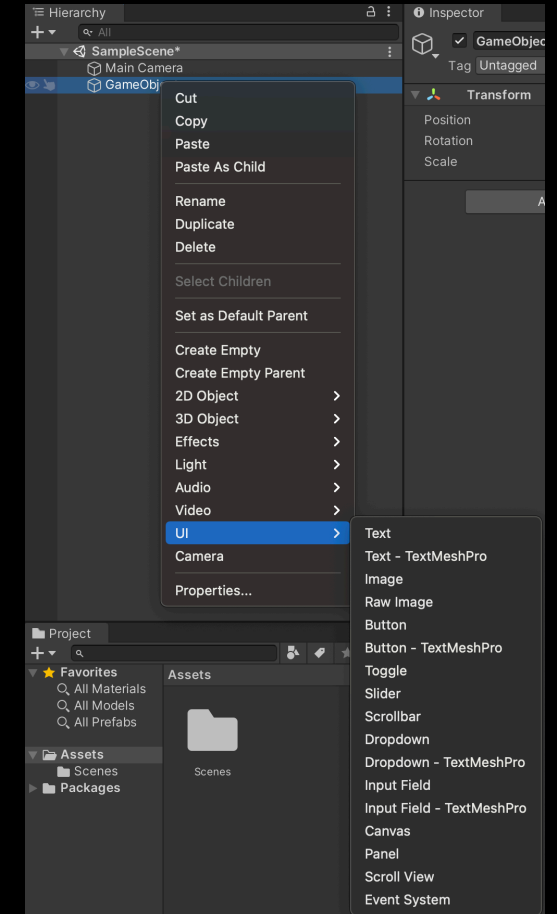 Hierarchy
All
SampleScene*
Main Camera
GameObj
Inspector
GameObjec
Tag Untagged
Transform
Position
Rotation
Scale
A
Cut
Copy
Paste
Paste As Child
Rename
Duplicate
Delete
Select Children
Set as Default Parent
Create Empty
Create Empty Parent
2D Object
3D Object
Effects
Light
Audio
Video
UI
Camera
Properties...
Text
Text - TextMeshPro
Image
Raw Image
Button
Button - TextMeshPro
Toggle
Slider
Scrollbar
Dropdown
Dropdown - TextMeshPro
Input Field
Input Field - TextMeshPro
Canvas
Panel
Scroll View
Event System
Project
Favorites
All Materials
All Models
All Prefabs
Assets
Scenes
Packages
Assets
Scenes